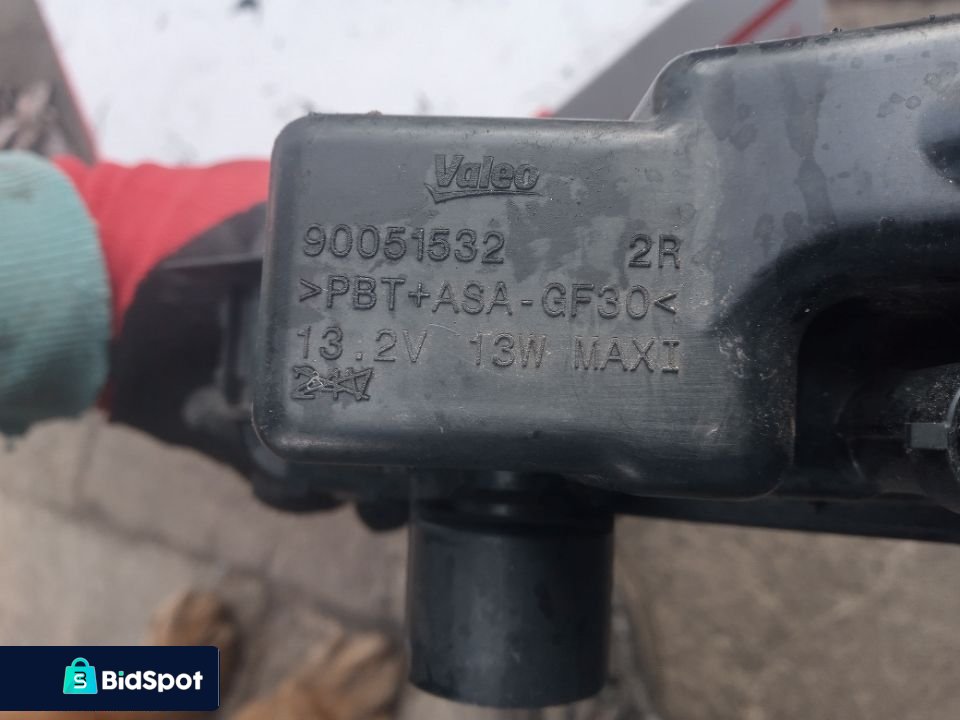 Valeo
90051532 2R
>PBT+ASA-GF30<
13.2V 13W MAXI
BidSpot